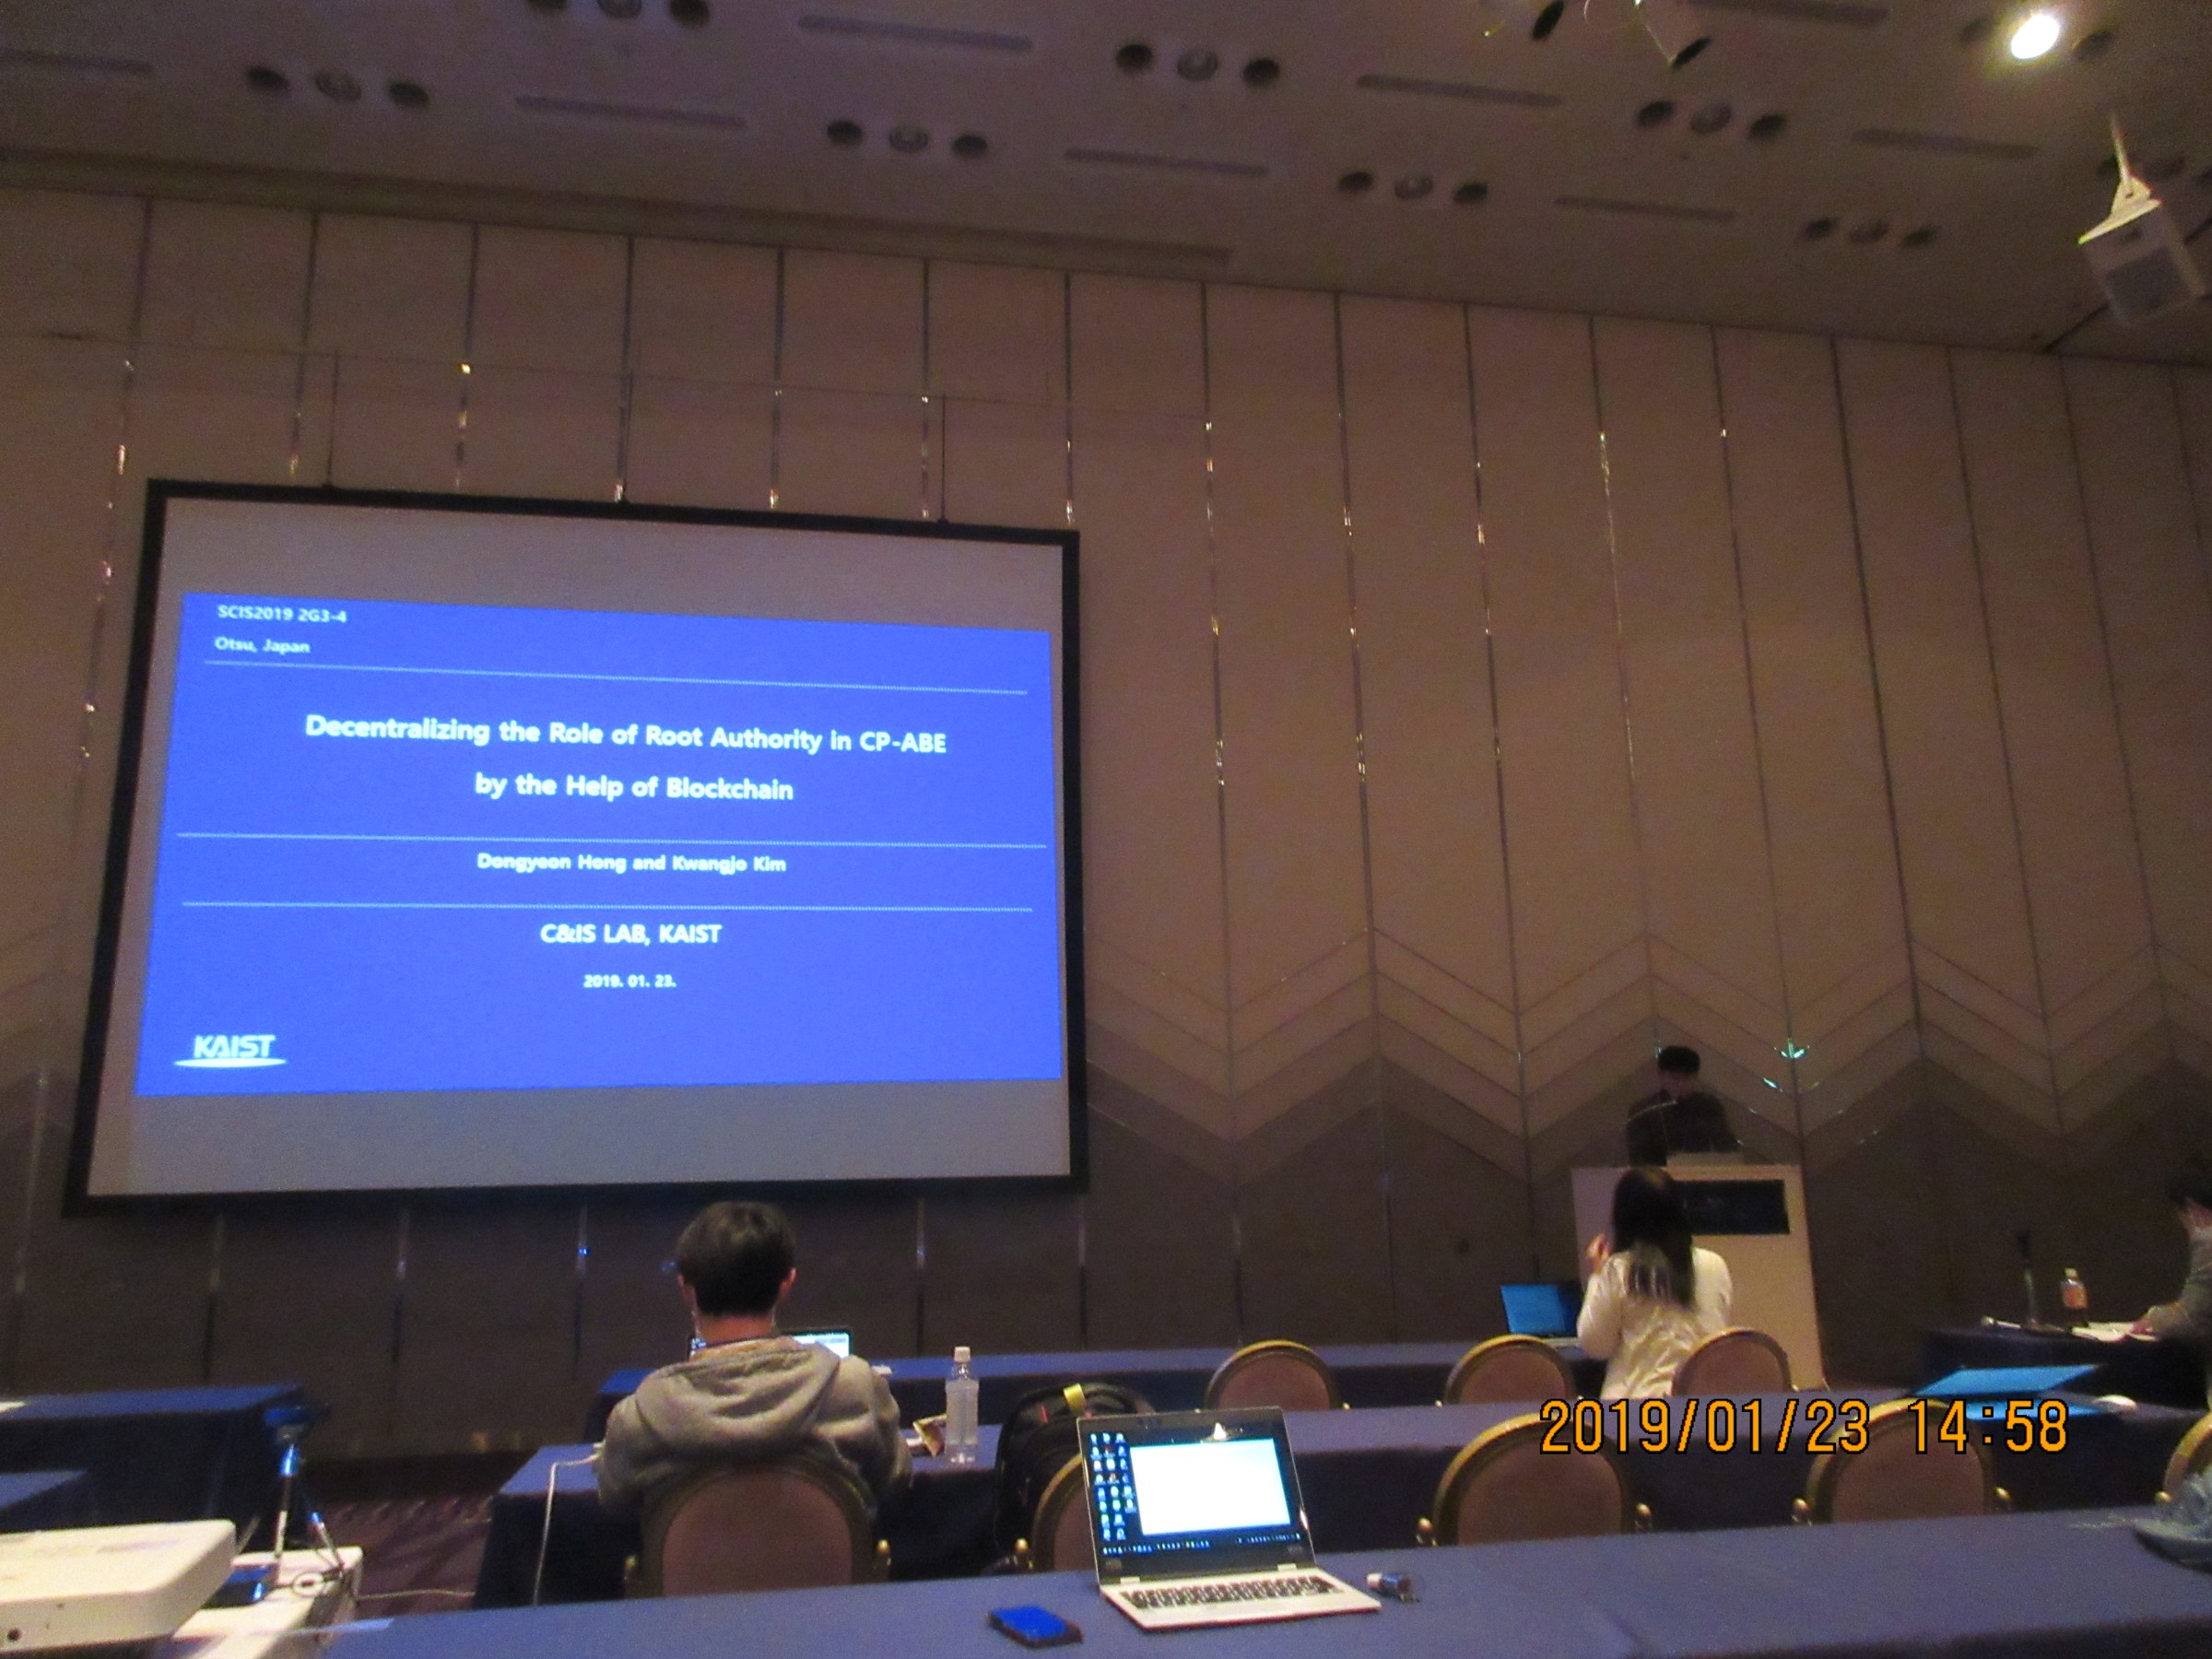 SCIS2019 2G3-4
Otsu, Japan
Decentralizing the Role of Root Authority in CP-ABE
by the Help of Blockchain
Dongyeon Hong and Kwangjo Kim
C&IS LAB, KAIST
2019. 01. 23.
KAIST
2019/01/23 14:58